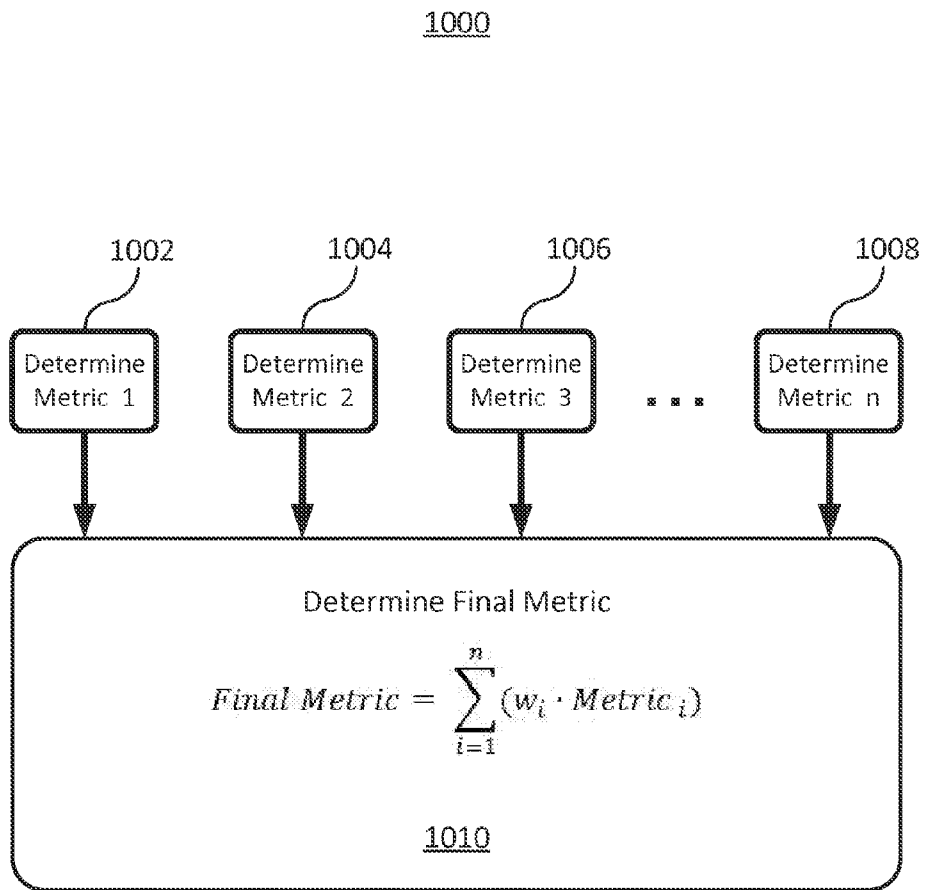 1000
1002 1004 1006 1008
Determine Metric 1
Determine Metric 2
Determine Metric 3
...
Determine Metric n
Determine Final Metric
Final Metric = \sum_{i=1}^{n} (w_i · Metric_i)
1010